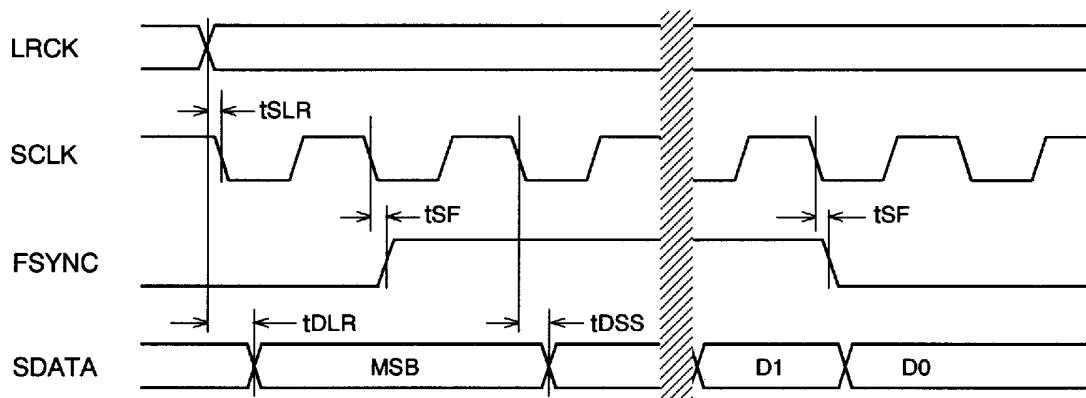 LRCK
tSLR
SCLK
tSF
tSF
FSYNC
tDLR
tDSS
SDATA
MSB
D1
D0